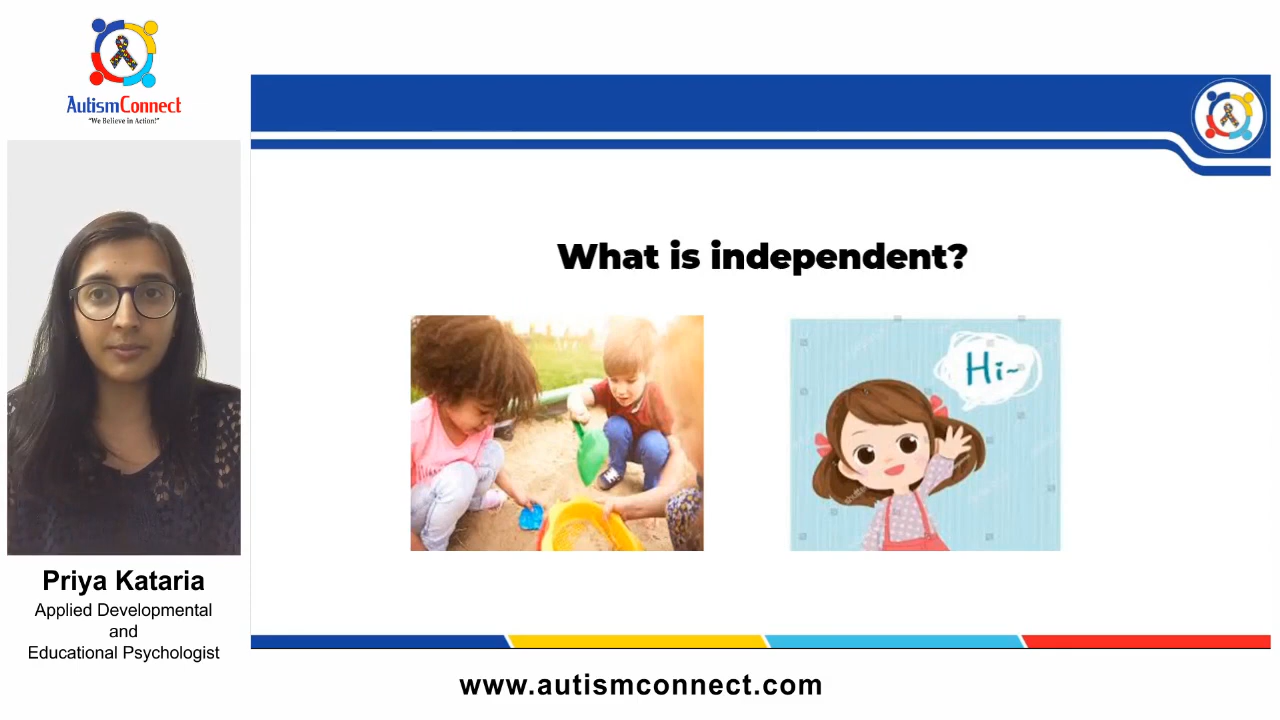 AutismConnect
"We Believe in Action!"
What is independent?
Hi~
Priya Kataria
Applied Developmental
and
Educational Psychologist
www.autismconnect.com